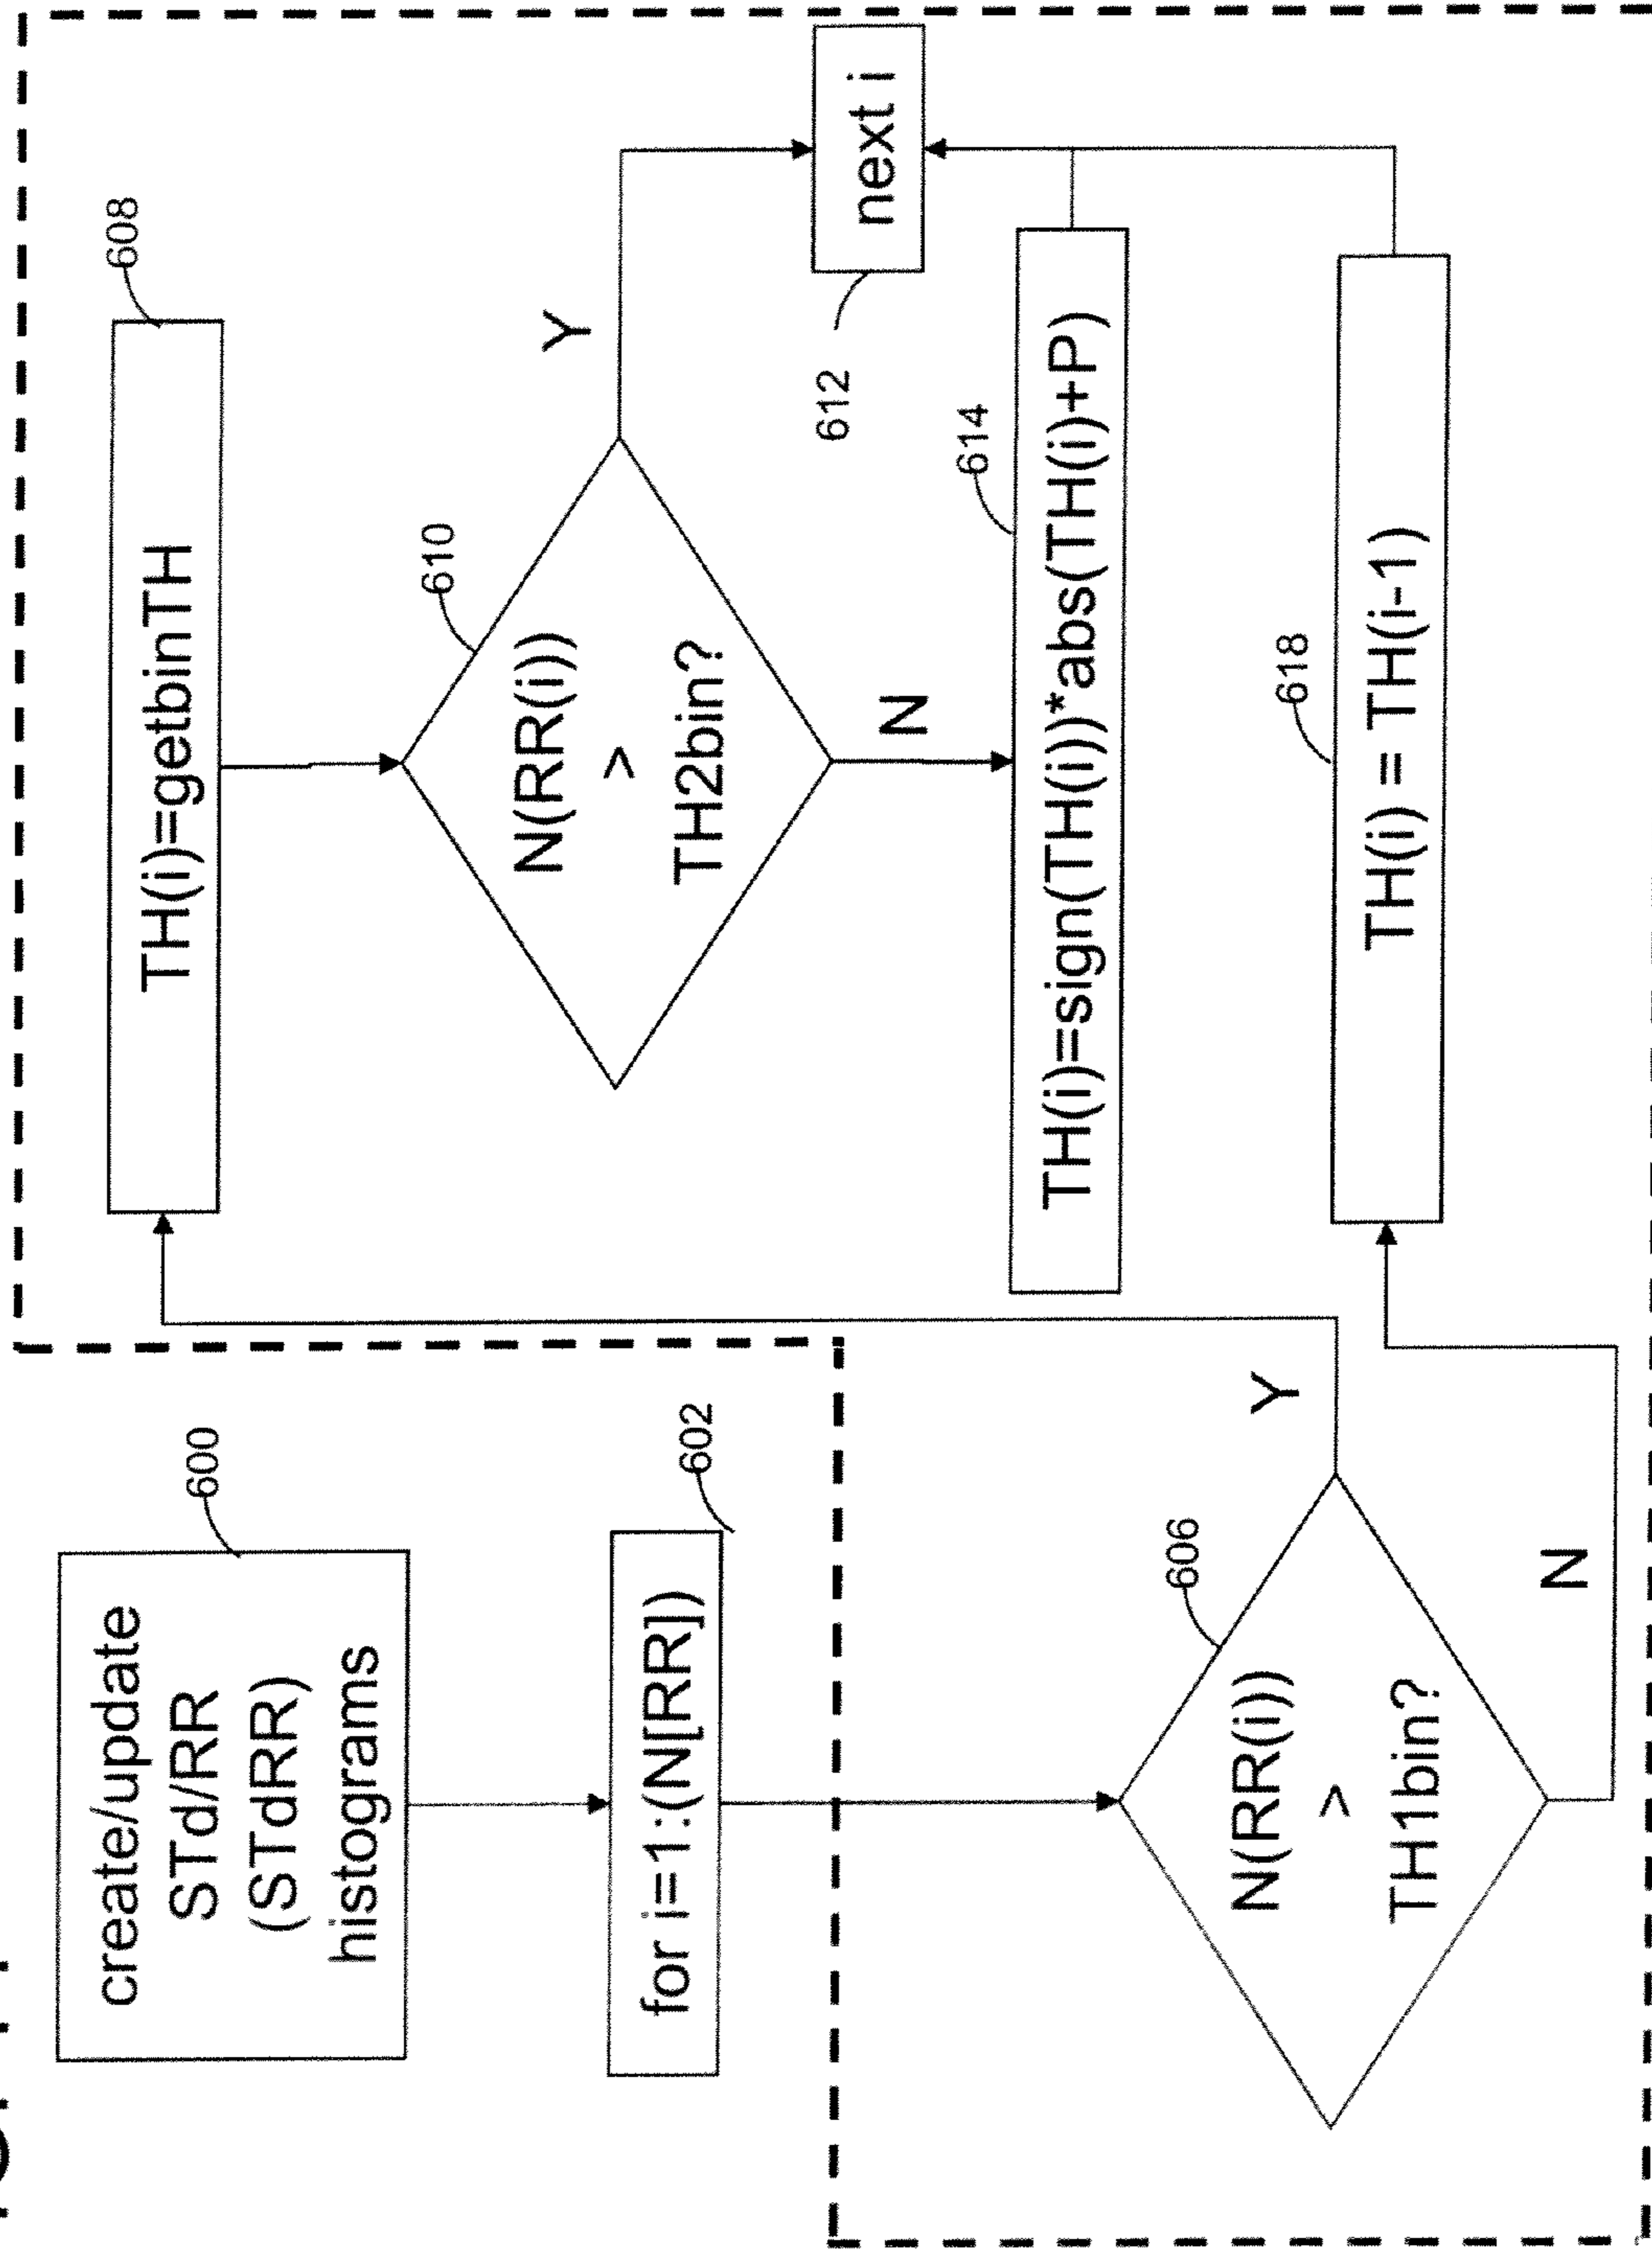 600
create/update
STd/RR
(STdRR)
histograms
602
for i=1:(N[RR])
606
N(RR(i))
>
TH1bin?
Y
N
608
TH(i)=getbinTH
610
N(RR(i))
>
TH2bin?
Y
N
612
next i
614
TH(i)=sign(TH(i))*abs(TH(i)+P)
618
TH(i) = TH(i-1)